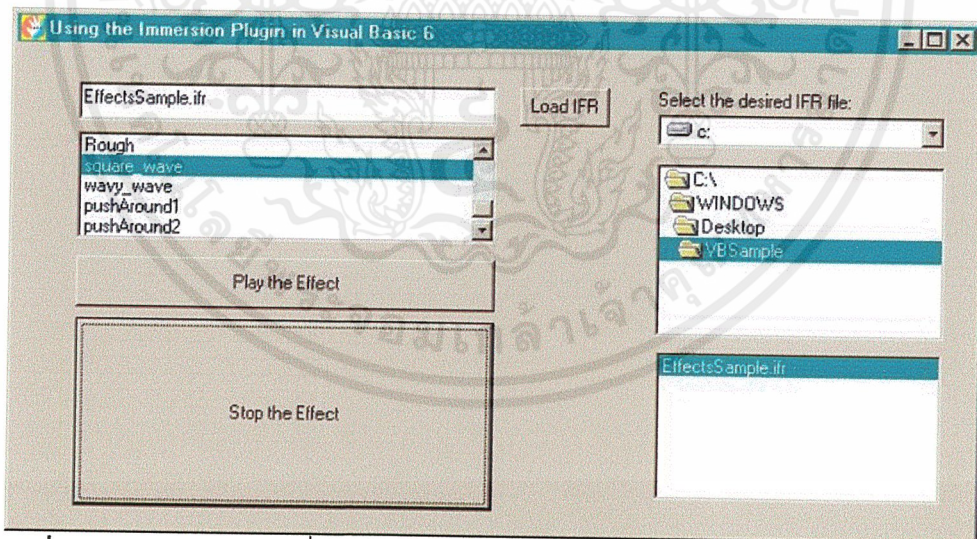 Using the Immersion Plugin in Visual Basic 6
EffectsSample.ifr
Load IFR
Rough
square_wave
wavy_wave
pushAround1
pushAround2
Play the Effect
Stop the Effect
Select the desired IFR file:
c:
C:\
WINDOWS
Desktop
VBSample
EffectsSample.ifr